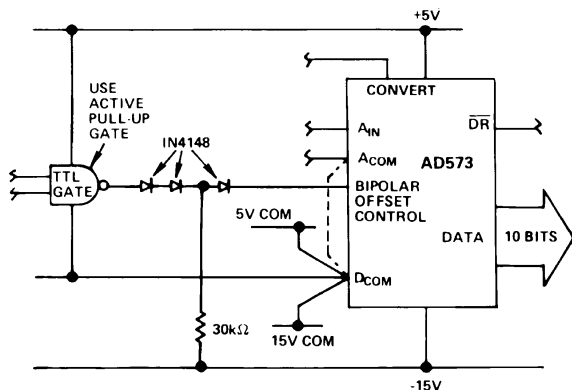 +5V
USE
ACTIVE
PULL-UP
GATE
CONVERT
IN4148
AIN
DR
TTL
GATE
ACOM
AD573
BIPOLAR
OFFSET
CONTROL
5V COM
DATA
10 BITS
DCOM
30kΩ
15V COM
-15V